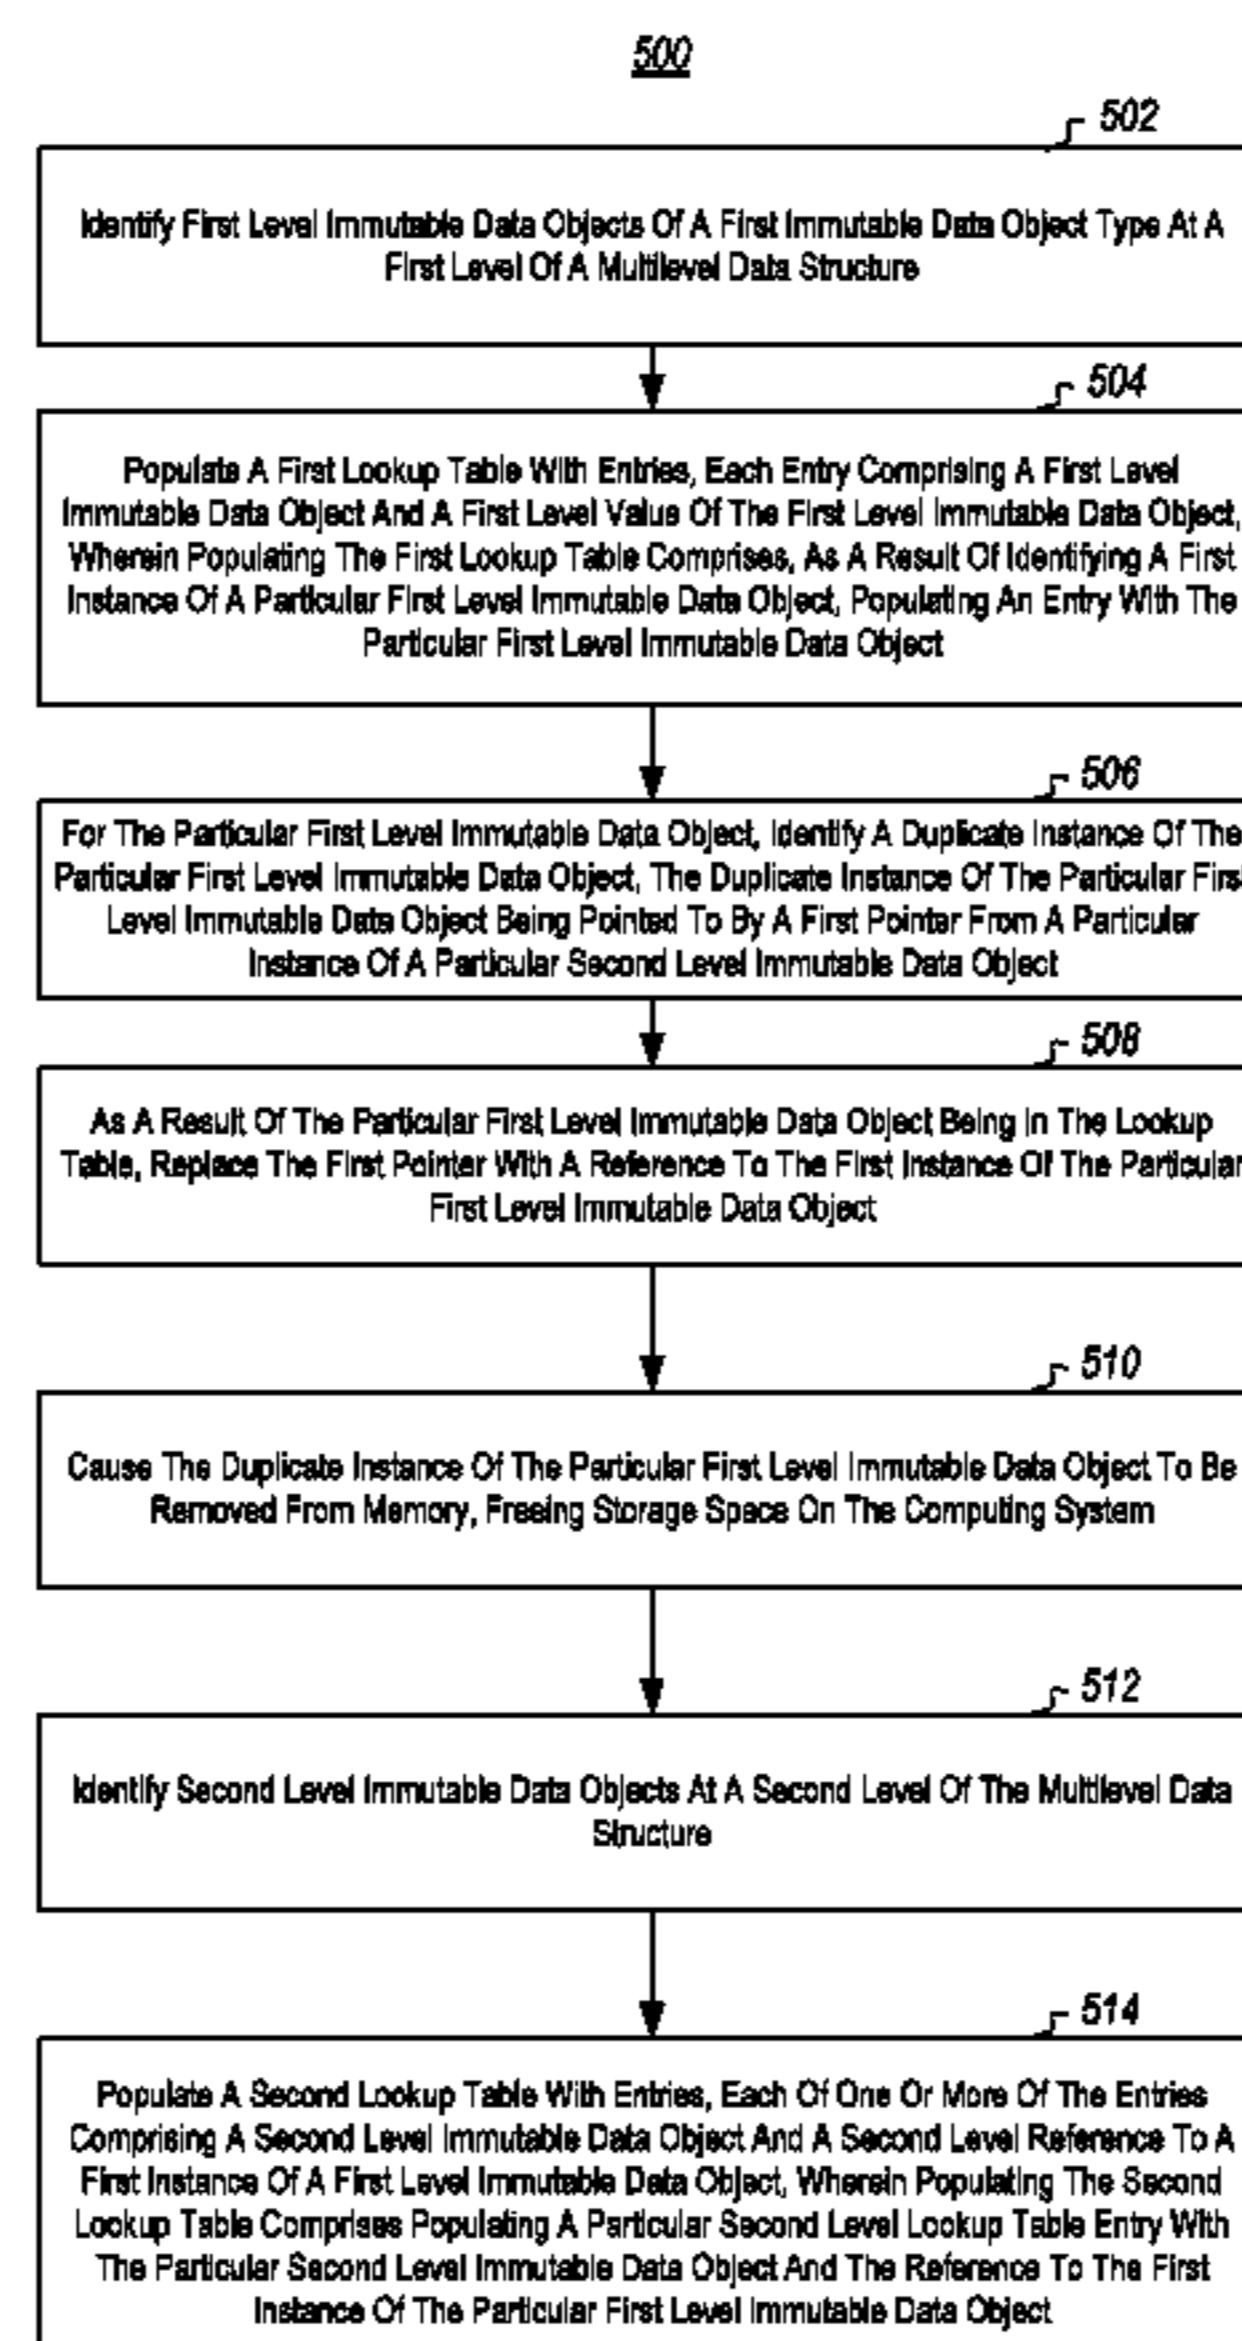 500
502
Identify First Level Immutable Data Objects Of A First Immutable Data Object Type At A
First Level Of A Multilevel Data Structure
504
Populate A First Lookup Table With Entries, Each Entry Comprising A First Level
Immutable Data Object And A First Level Value Of The First Level Immutable Data Object,
Wherein Populating The First Lookup Table Comprises, As A Result Of Identifying A First
Instance Of A Particular First Level Immutable Data Object, Populating An Entry With The
Particular First Level Immutable Data Object
506
For The Particular First Level Immutable Data Object, Identify A Duplicate Instance Of The
Particular First Level Immutable Data Object, The Duplicate Instance Of The Particular First
Level Immutable Data Object Being Pointed To By A First Pointer From A Particular
Instance Of A Particular Second Level Immutable Data Object
508
As A Result Of The Particular First Level Immutable Data Object Being In The Lookup
Table, Replace The First Pointer With A Reference To The First Instance Of The Particular
First Level Immutable Data Object
510
Cause The Duplicate Instance Of The Particular First Level Immutable Data Object To Be
Removed From Memory, Freeing Storage Space On The Computing System
512
Identify Second Level Immutable Data Objects At A Second Level Of The Multilevel Data
Structure
514
Populate A Second Lookup Table With Entries, Each Of One Or More Of The Entries
Comprising A Second Level Immutable Data Object And A Second Level Reference To A
First Instance Of A First Level Immutable Data Object, Wherein Populating The Second
Lookup Table Comprises Populating A Particular Second Level Lookup Table Entry With
The Particular Second Level Immutable Data Object And The Reference To The First
Instance Of The Particular First Level Immutable Data Object